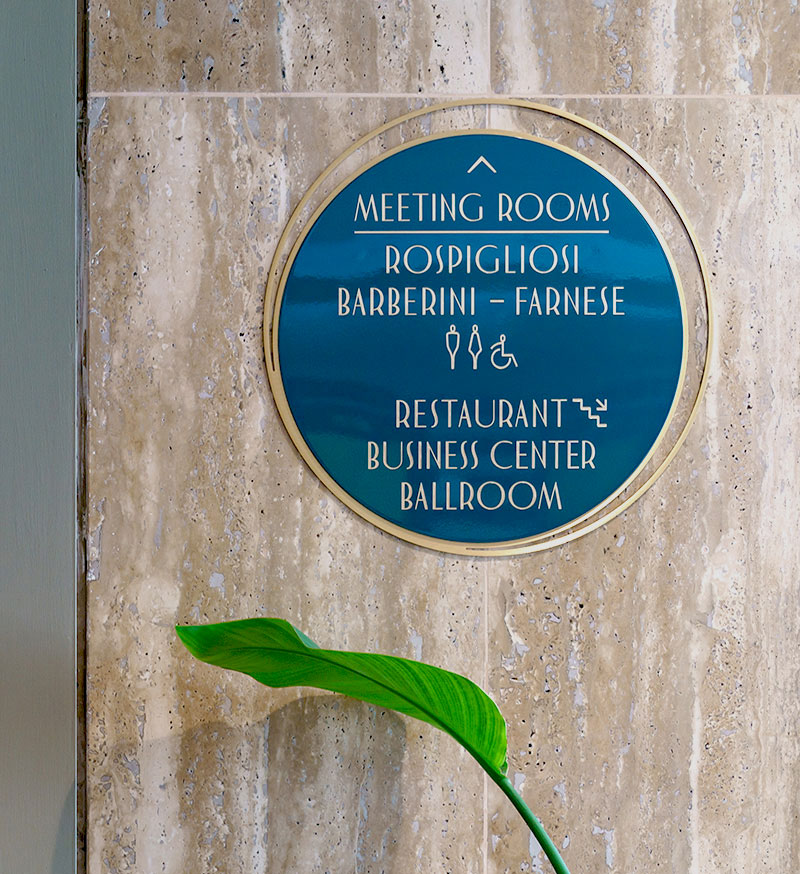 MEETING ROOMS
ROSPIGLIOSI
BARBERINI – FARNESE
RESTAURANT
BUSINESS CENTER
BALLROOM